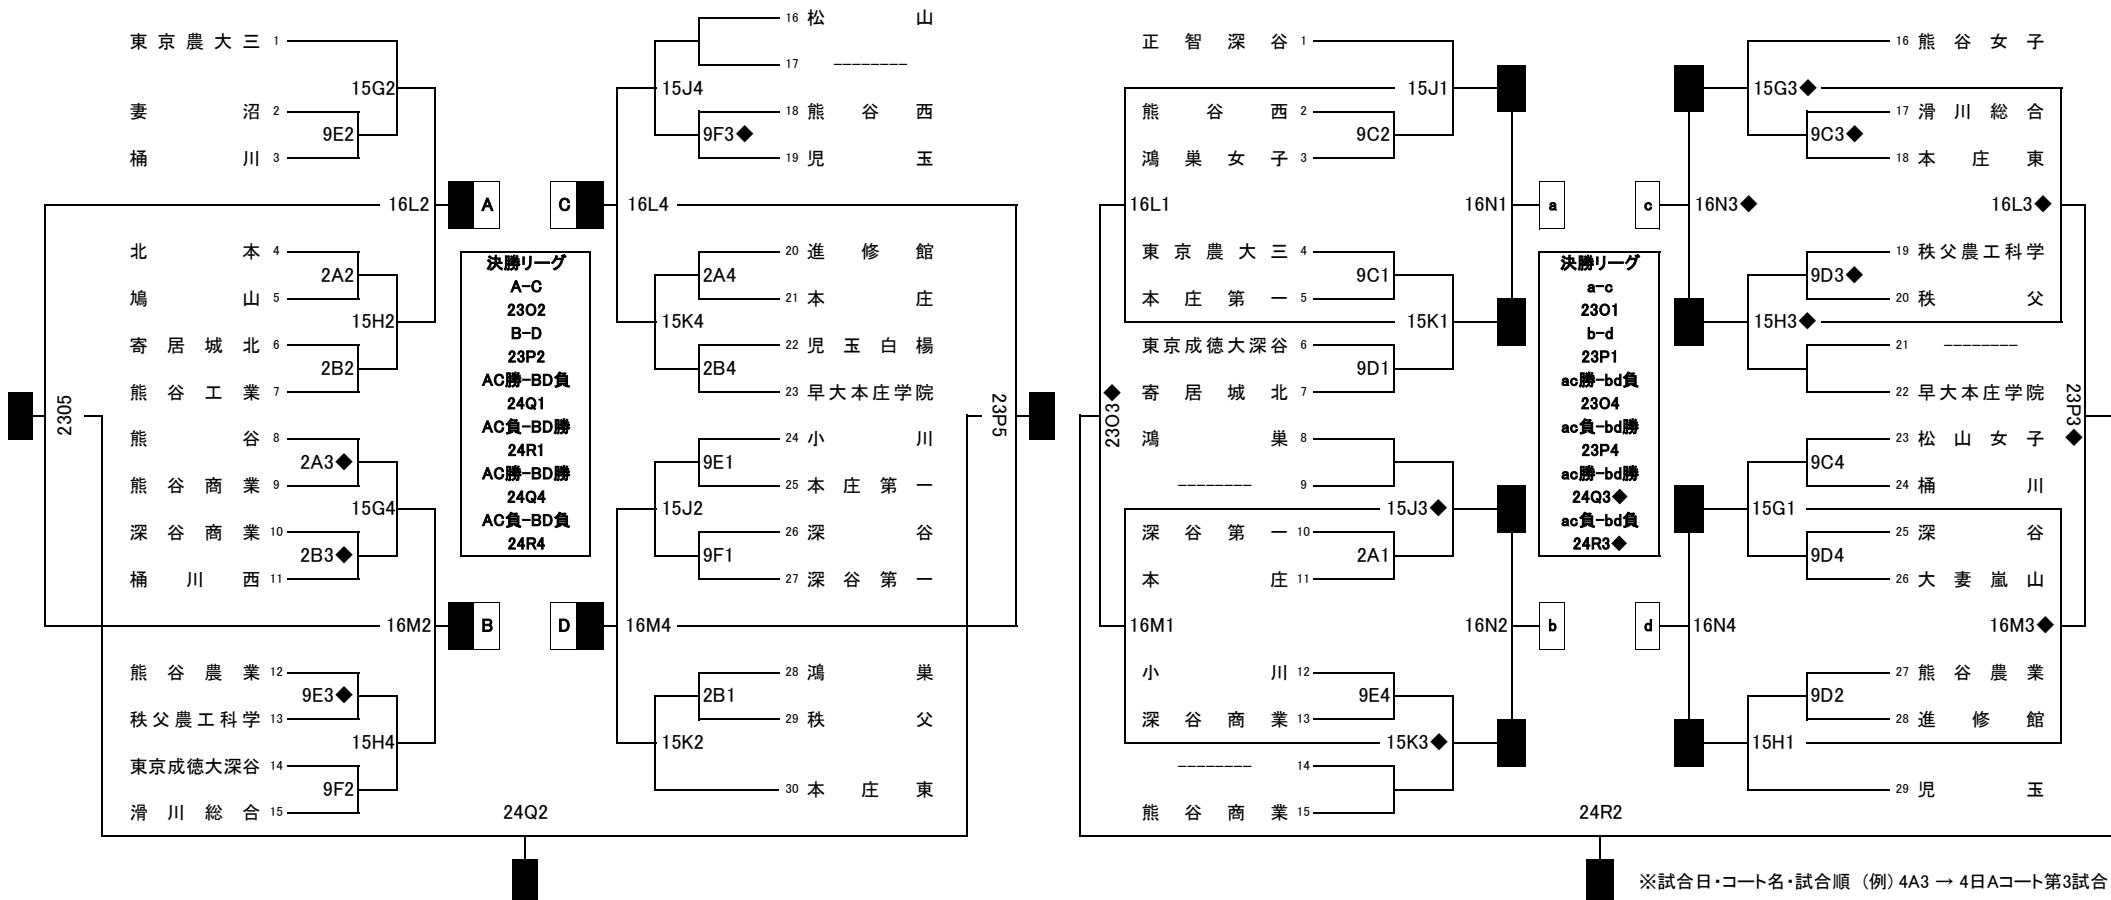 東京農大三 1
15G2
妻沼 2
9E2
桶川 3
16L2
A
北本 4
2A2
鳩山 5
15H2
寄居城北 6
2B2
熊谷工業 7
2305
熊谷 8
2A3◆
熊谷商業 9
15G4
深谷商業 10
2B3◆
桶川西 11
16M2
B
熊谷農業 12
9E3◆
秩父農工科学 13
15H4
東京成徳大深谷 14
9F2
滑川総合 15
決勝リーグ
A-C
23O2
B-D
23P2
AC勝-BD負
24Q1
AC負-BD勝
24R1
AC勝-BD勝
24Q4
AC負-BD負
24R4
16 松山
17 --------
15J4
18 熊谷西
9F3◆
19 児玉
C
16L4
20 進修館
2A4
21 本庄
15K4
22 児玉白楊
2B4
23 早大本庄学院
23P5
24 小川
9E1
25 本庄第一
15J2
26 深谷
9F1
27 深谷第一
D
16M4
28 鴻巣
2B1
29 秩父
15K2
30 本庄東
24Q2
正智深谷 1
15J1
熊谷西 2
9C2
鴻巣女子 3
16L1
16N1
a
東京農大三 4
9C1
本庄第一 5
15K1
東京成徳大深谷 6
9D1
寄居城北 7
23O3◆
鴻巣 8
-------- 9
15J3◆
深谷第一 10
2A1
本庄 11
16M1
16N2
b
小川 12
9E4
深谷商業 13
15K3◆
-------- 14
熊谷商業 15
決勝リーグ
a-c
23O1
b-d
23P1
ac勝-bd負
23O4
ac負-bd勝
23P4
ac勝-bd勝
24Q3◆
ac負-bd負
24R3◆
16 熊谷女子
15G3◆
17 滑川総合
9C3◆
18 本庄東
c
16N3◆
16L3◆
19 秩父農工科学
9D3◆
20 秩父
15H3◆
21 --------
22 早大本庄学院
23P3◆
23 松山女子
9C4
24 桶川
15G1
25 深谷
9D4
26 大妻嵐山
d
16N4
16M3◆
27 熊谷農業
9D2
28 進修館
15H1
29 児玉
24R2
※試合日・コート名・試合順 (例) 4A3 → 4日Aコート第3試合